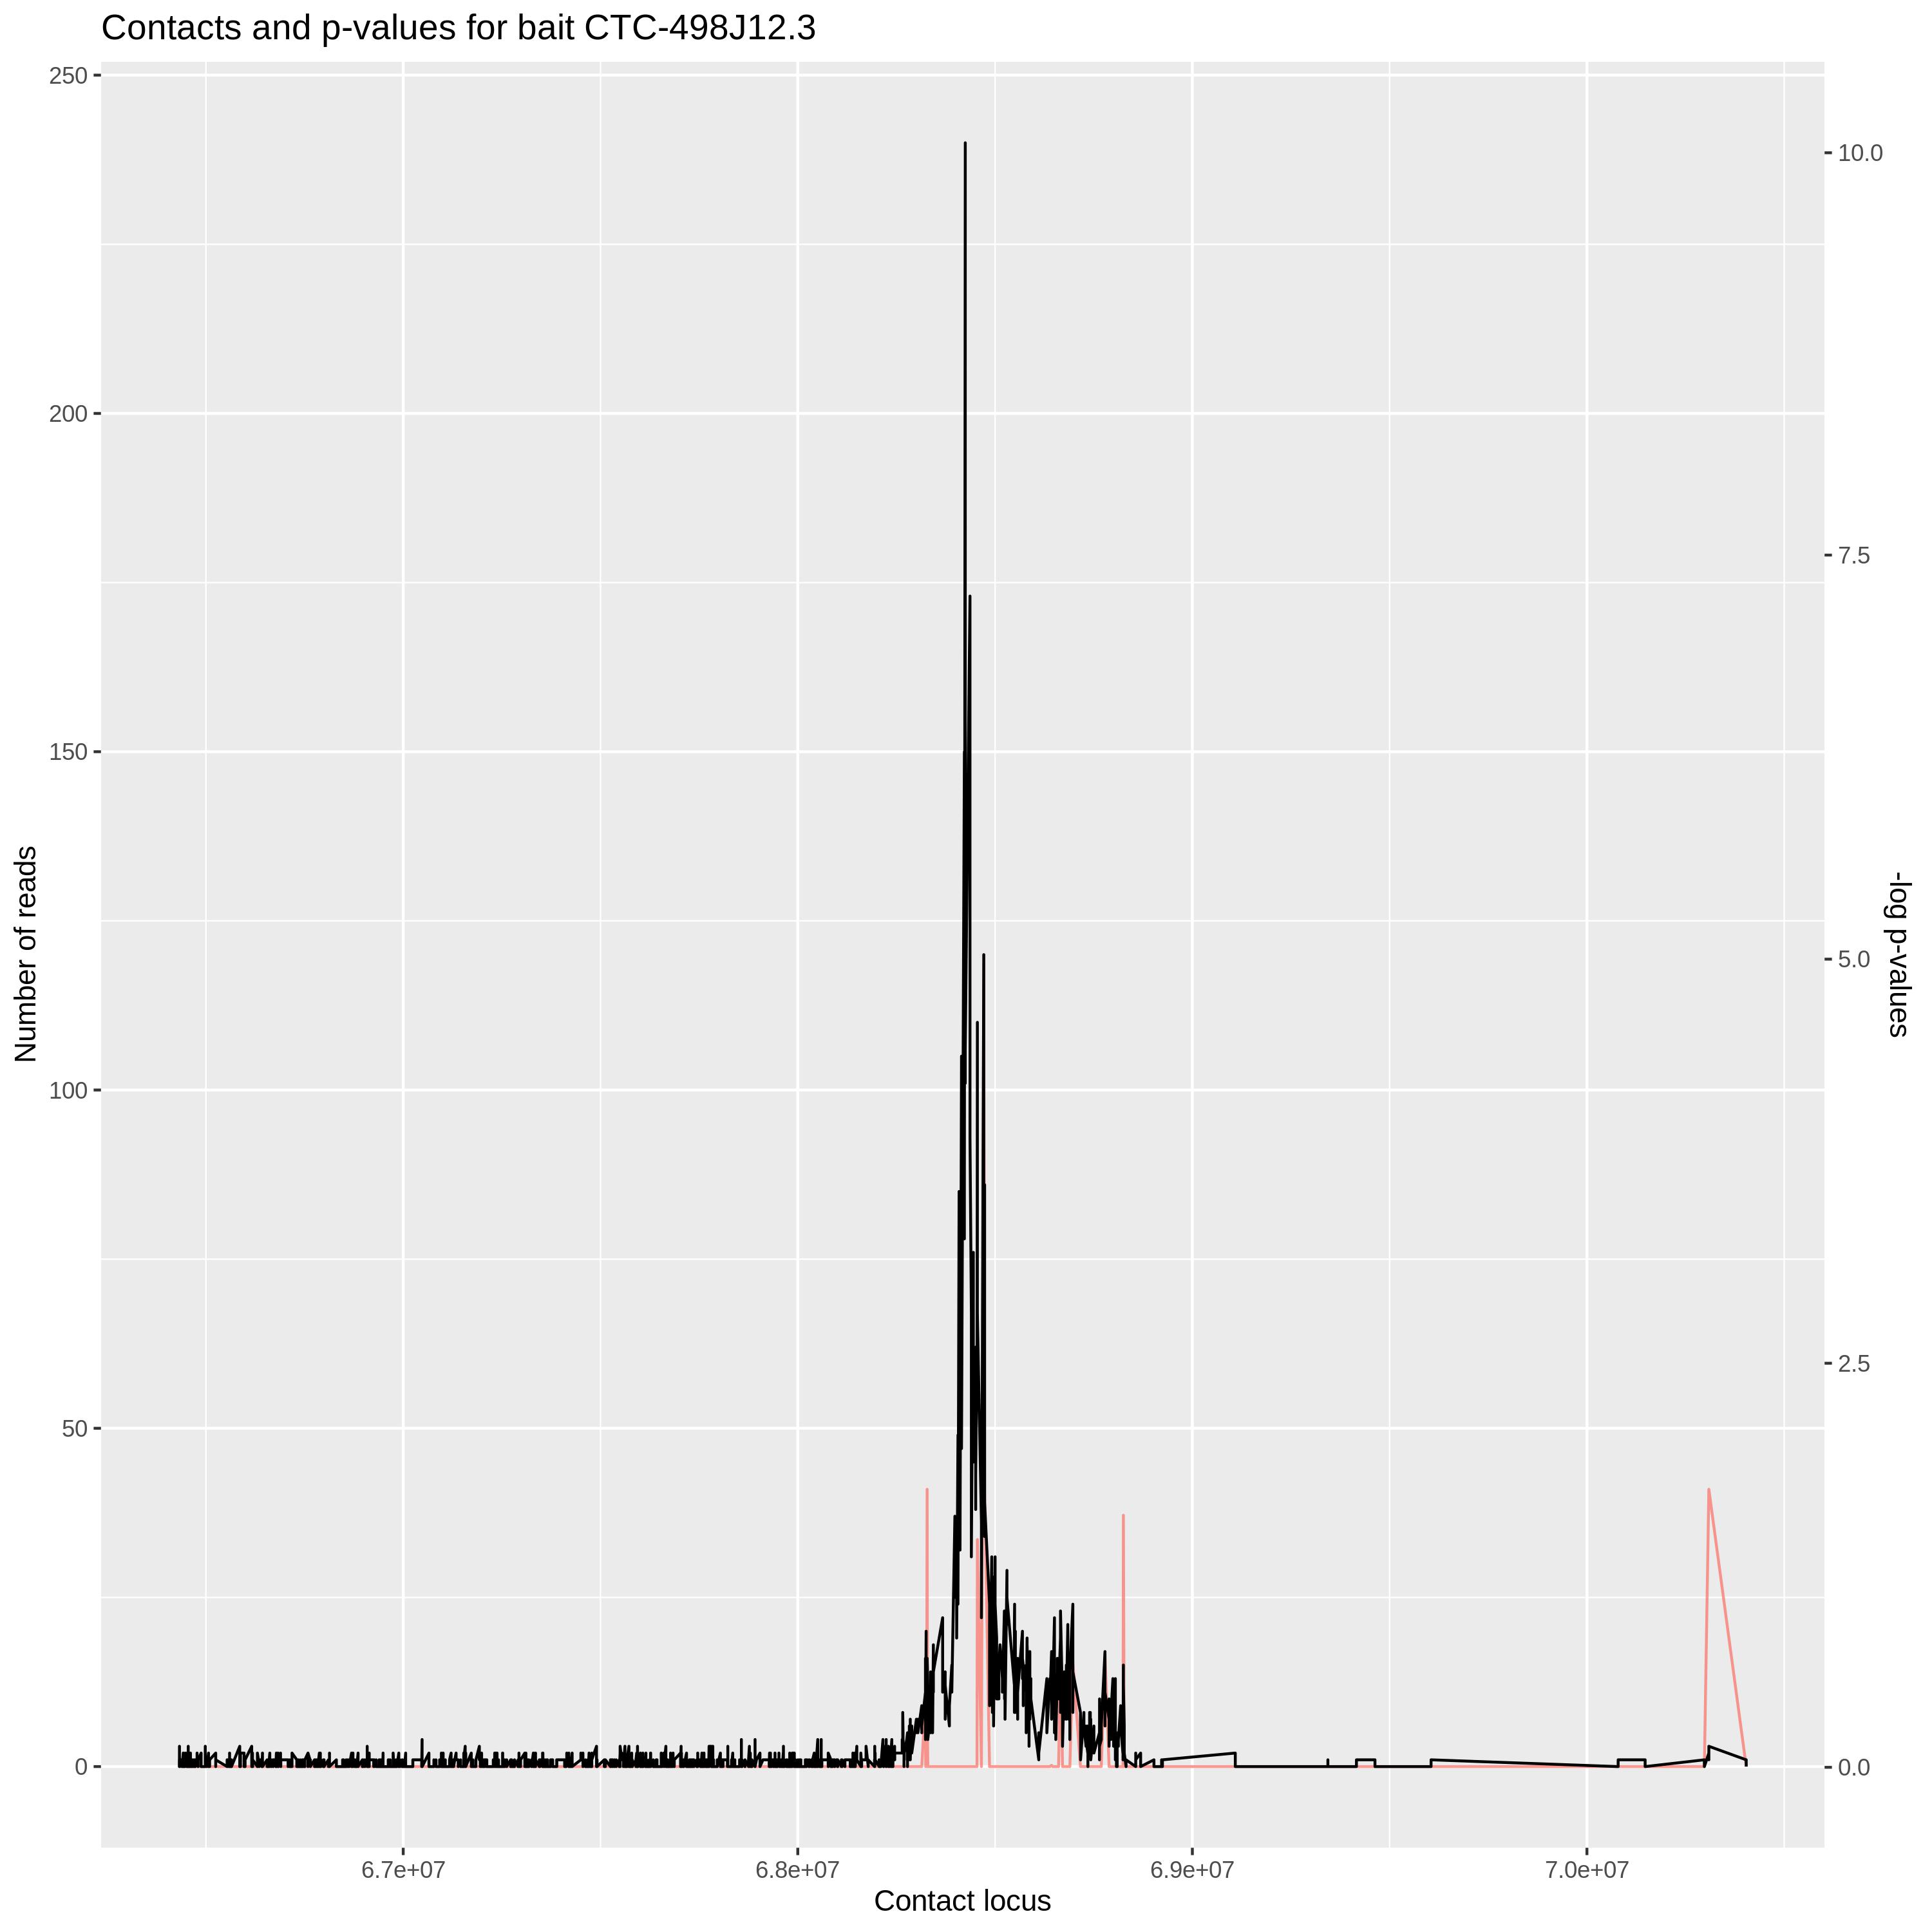 Contacts and p-values for bait CTC-498J12.3
250
200
150
100
50
0
Number of reads
10.0
7.5
5.0
2.5
0.0
-log p-values
6.7e+07 6.8e+07 6.9e+07 7.0e+07
Contact locus